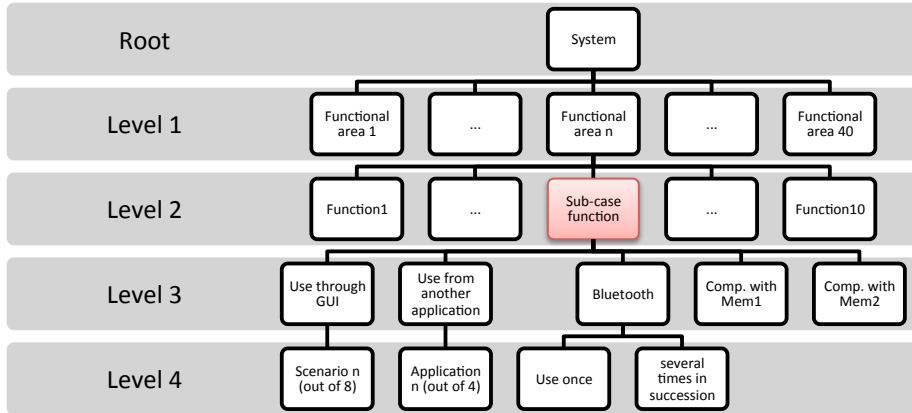 Root
System
Level 1
Functional
area 1
...
Functional
area n
...
Functional
area 40
Level 2
Function1
...
Sub-case
function
...
Function10
Level 3
Use through
GUI
Use from
another
application
Bluetooth
Comp. with
Mem1
Comp. with
Mem2
Level 4
Scenario n
(out of 8)
Application
n (out of 4)
Use once
several
times in
succession